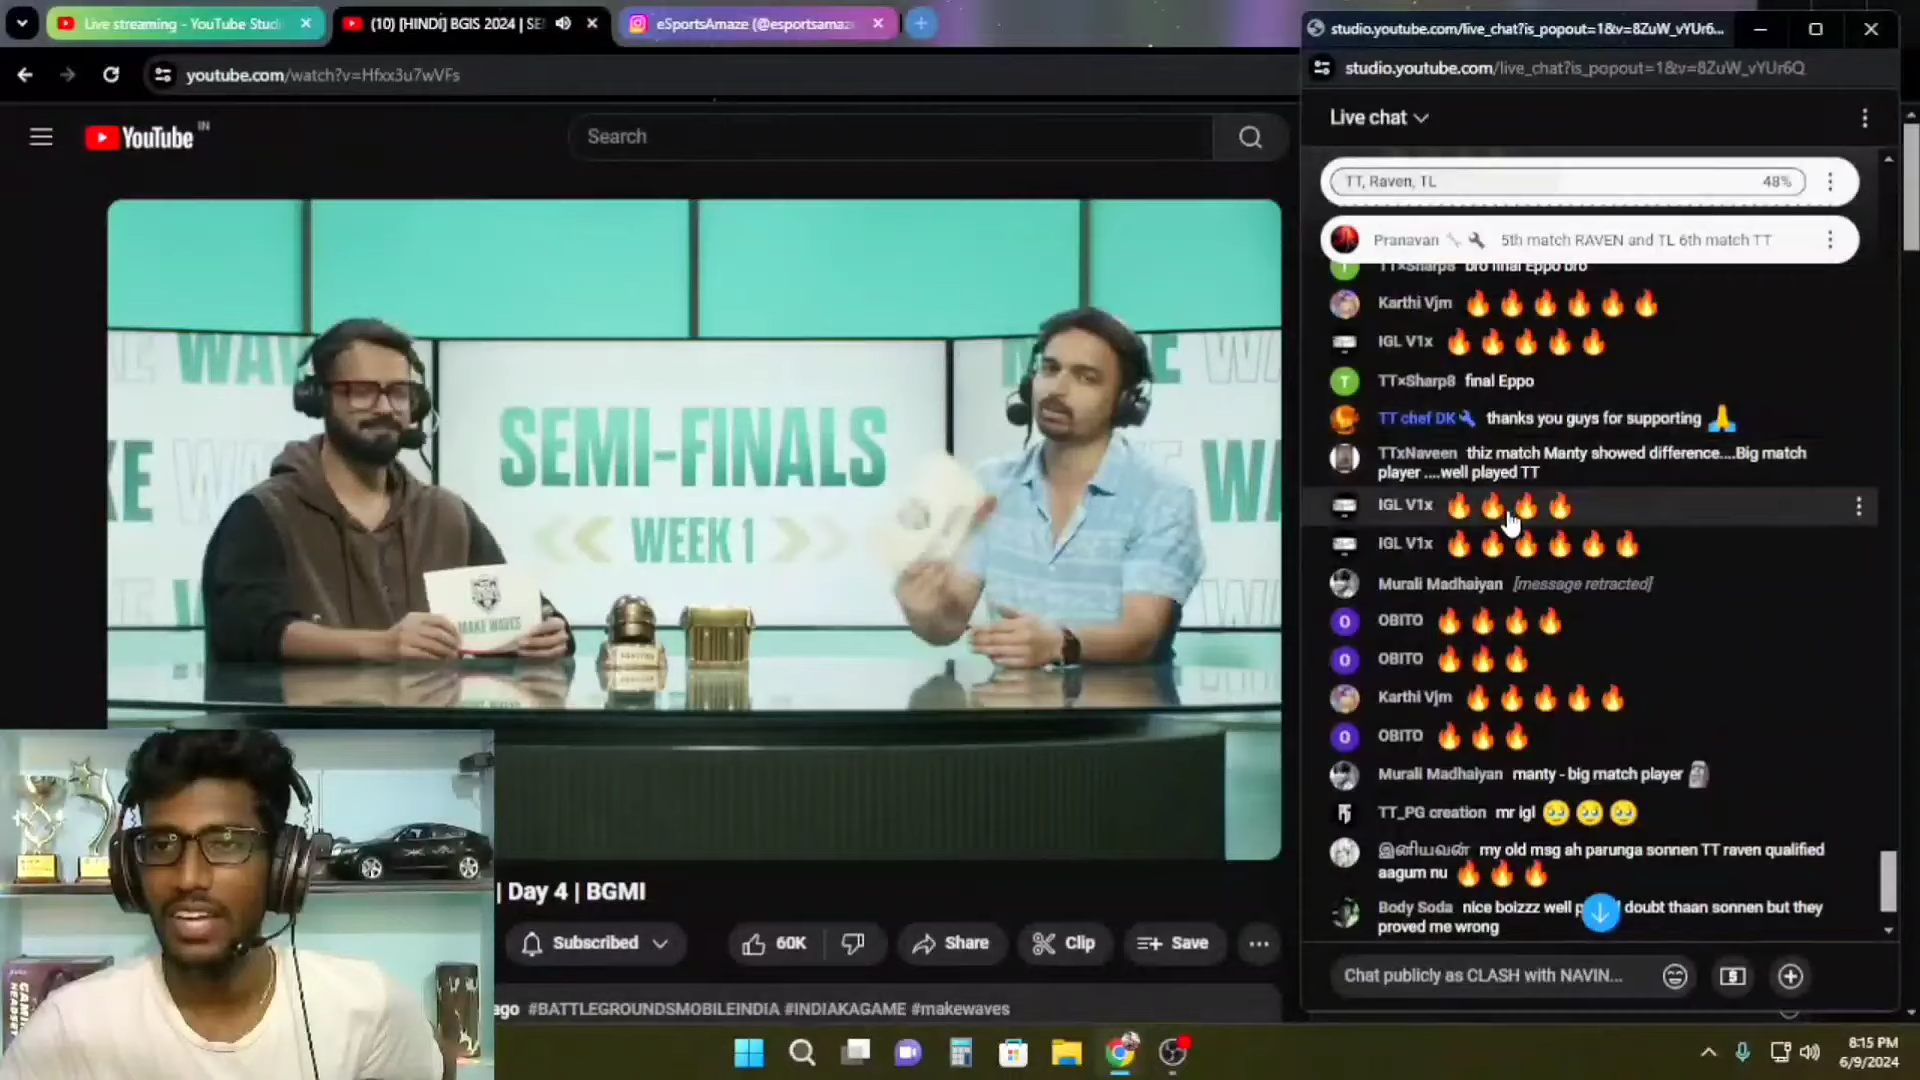 Live streaming - YouTube Studi
(10) [HINDI] BGIS 2024 | SE
eSportsAmaze (@esportsamaz
studio.youtube.com/live_chat?is_popout=1&v=8ZuW_vYUr6...
youtube.com/watch?v=Hfxx3u7wVFs
studio.youtube.com/live_chat?is_popout=1&v=8ZuW_vYUr6Q
YouTube IN
Search
Live chat
TT, Raven, TL 48%
Pranavan 5th match RAVEN and TL 6th match TT
TT×Sharp8 bro final Eppo bro
Karthi Vjm 🔥🔥🔥🔥🔥🔥
IGL V1x 🔥🔥🔥🔥🔥
TT×Sharp8 final Eppo
TT chef DK thanks you guys for supporting 🙏
TTxNaveen thiz match Manty showed difference....Big match
player ....well played TT
IGL V1x 🔥🔥🔥🔥
IGL V1x 🔥🔥🔥🔥🔥🔥
Murali Madhaiyan [message retracted]
OBITO 🔥🔥🔥🔥
OBITO 🔥🔥🔥
Karthi Vjm 🔥🔥🔥🔥🔥
OBITO 🔥🔥🔥
Murali Madhaiyan manty - big match player 🗿
TT_PG creation mr igl 🥹🥹🥹
இனியவன் my old msg ah parunga sonnen TT raven qualified
aagum nu 🔥🔥🔥
Body Soda nice boizzz well doubt thaan sonnen but they
proved me wrong
Chat publicly as CLASH with NAVIN...
SEMI-FINALS
WEEK 1
MAKE WAVES
| Day 4 | BGMI
Subscribed
60K
Share
Clip
Save
ago #BATTLEGROUNDSMOBILEINDIA #INDIAKAGAME #makewaves
8:15 PM
6/9/2024